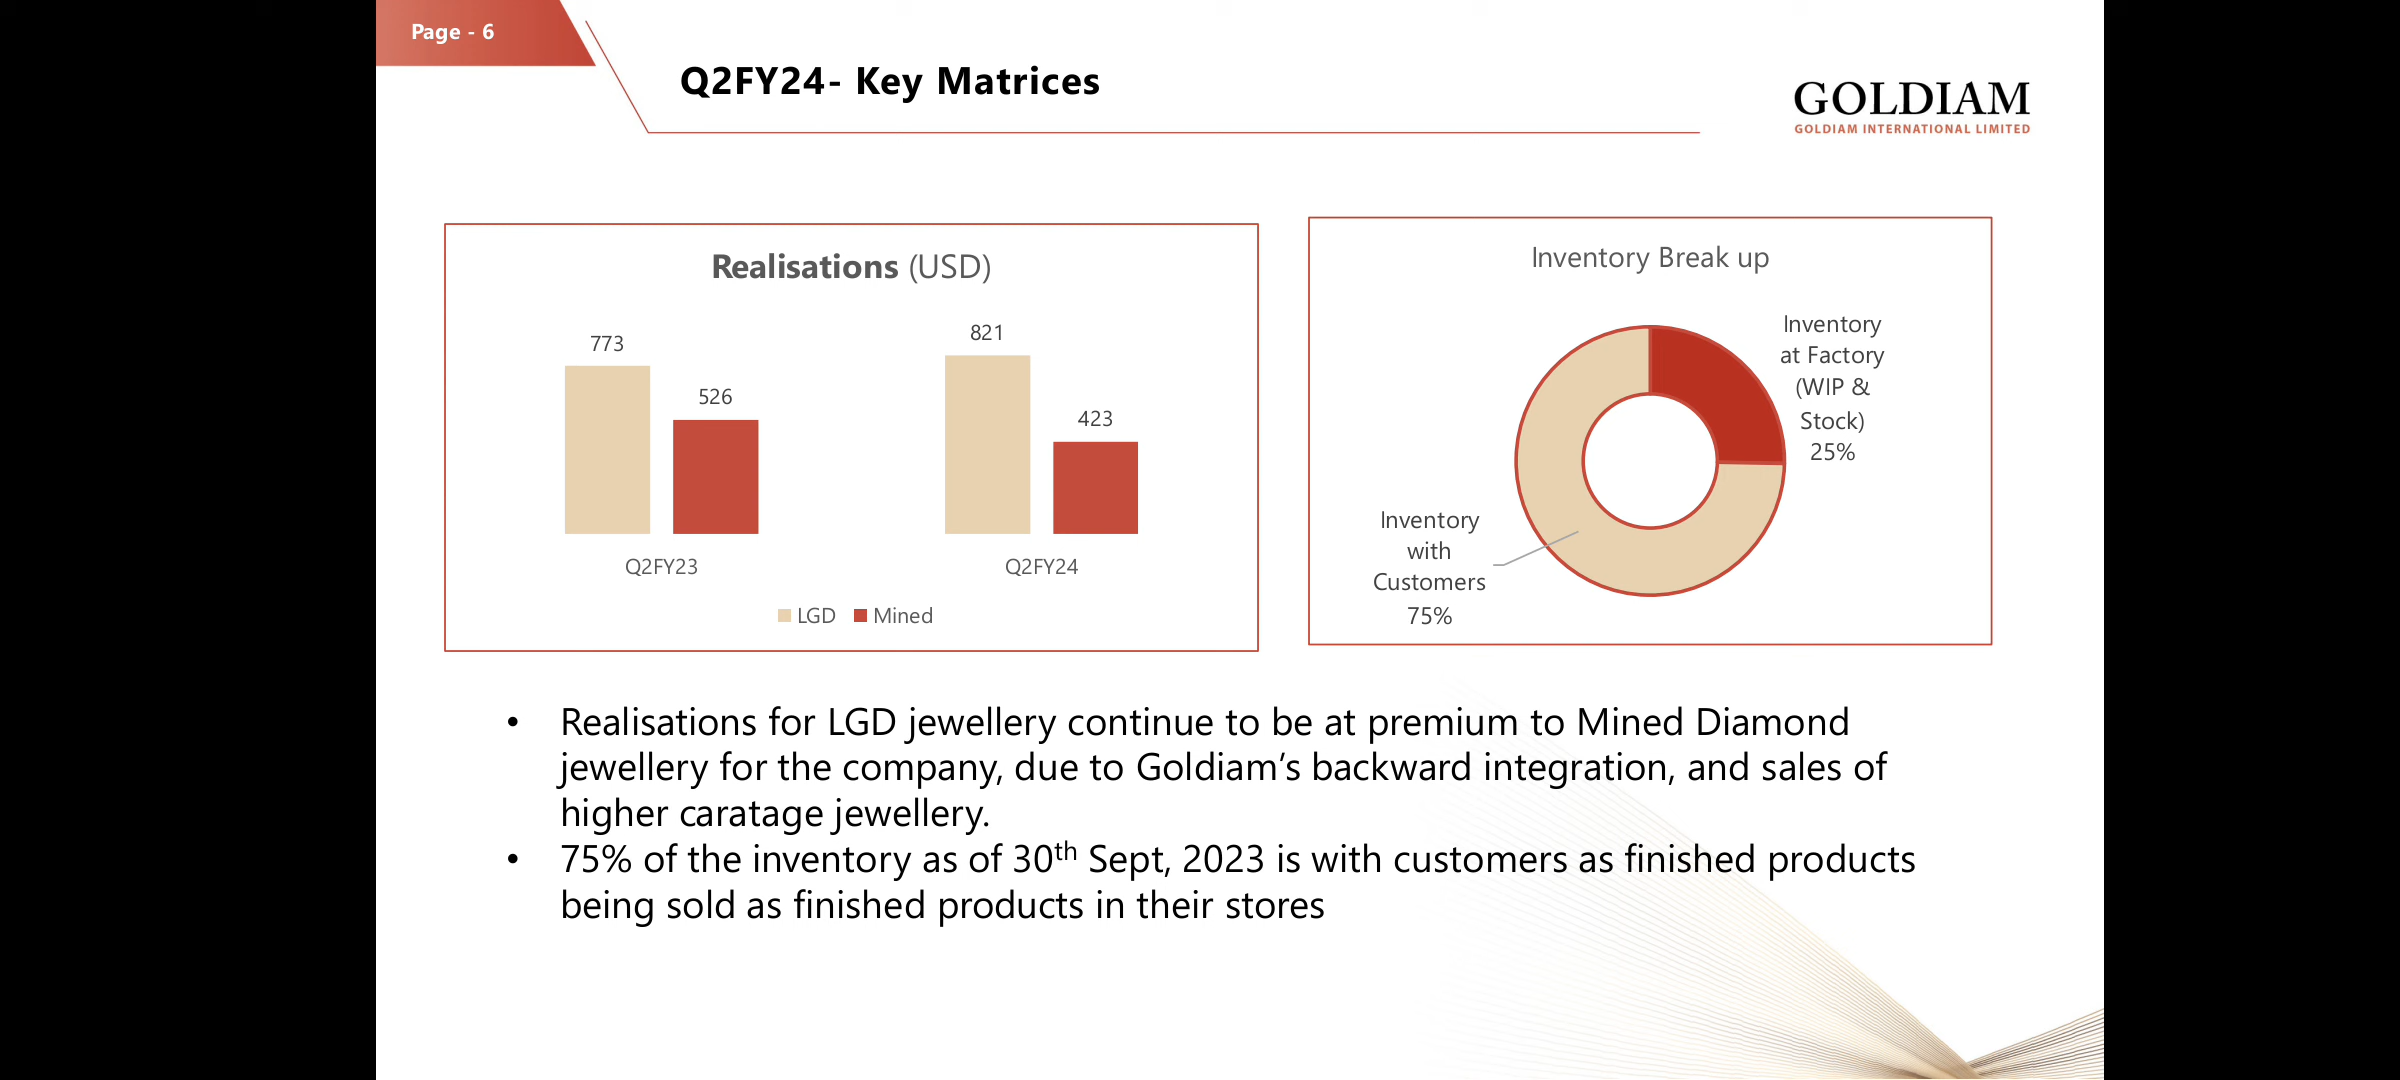 Page - 6
Q2FY24- Key Matrices
GOLDIAM
GOLDIAM INTERNATIONAL LIMITED
Realisations (USD)
773
526
821
423
Q2FY23
Q2FY24
LGD
Mined
Inventory Break up
Inventory
at Factory
(WIP &
Stock)
25%
Inventory
with
Customers
75%
• Realisations for LGD jewellery continue to be at premium to Mined Diamond
jewellery for the company, due to Goldiam’s backward integration, and sales of
higher caratage jewellery.
• 75% of the inventory as of 30th Sept, 2023 is with customers as finished products
being sold as finished products in their stores